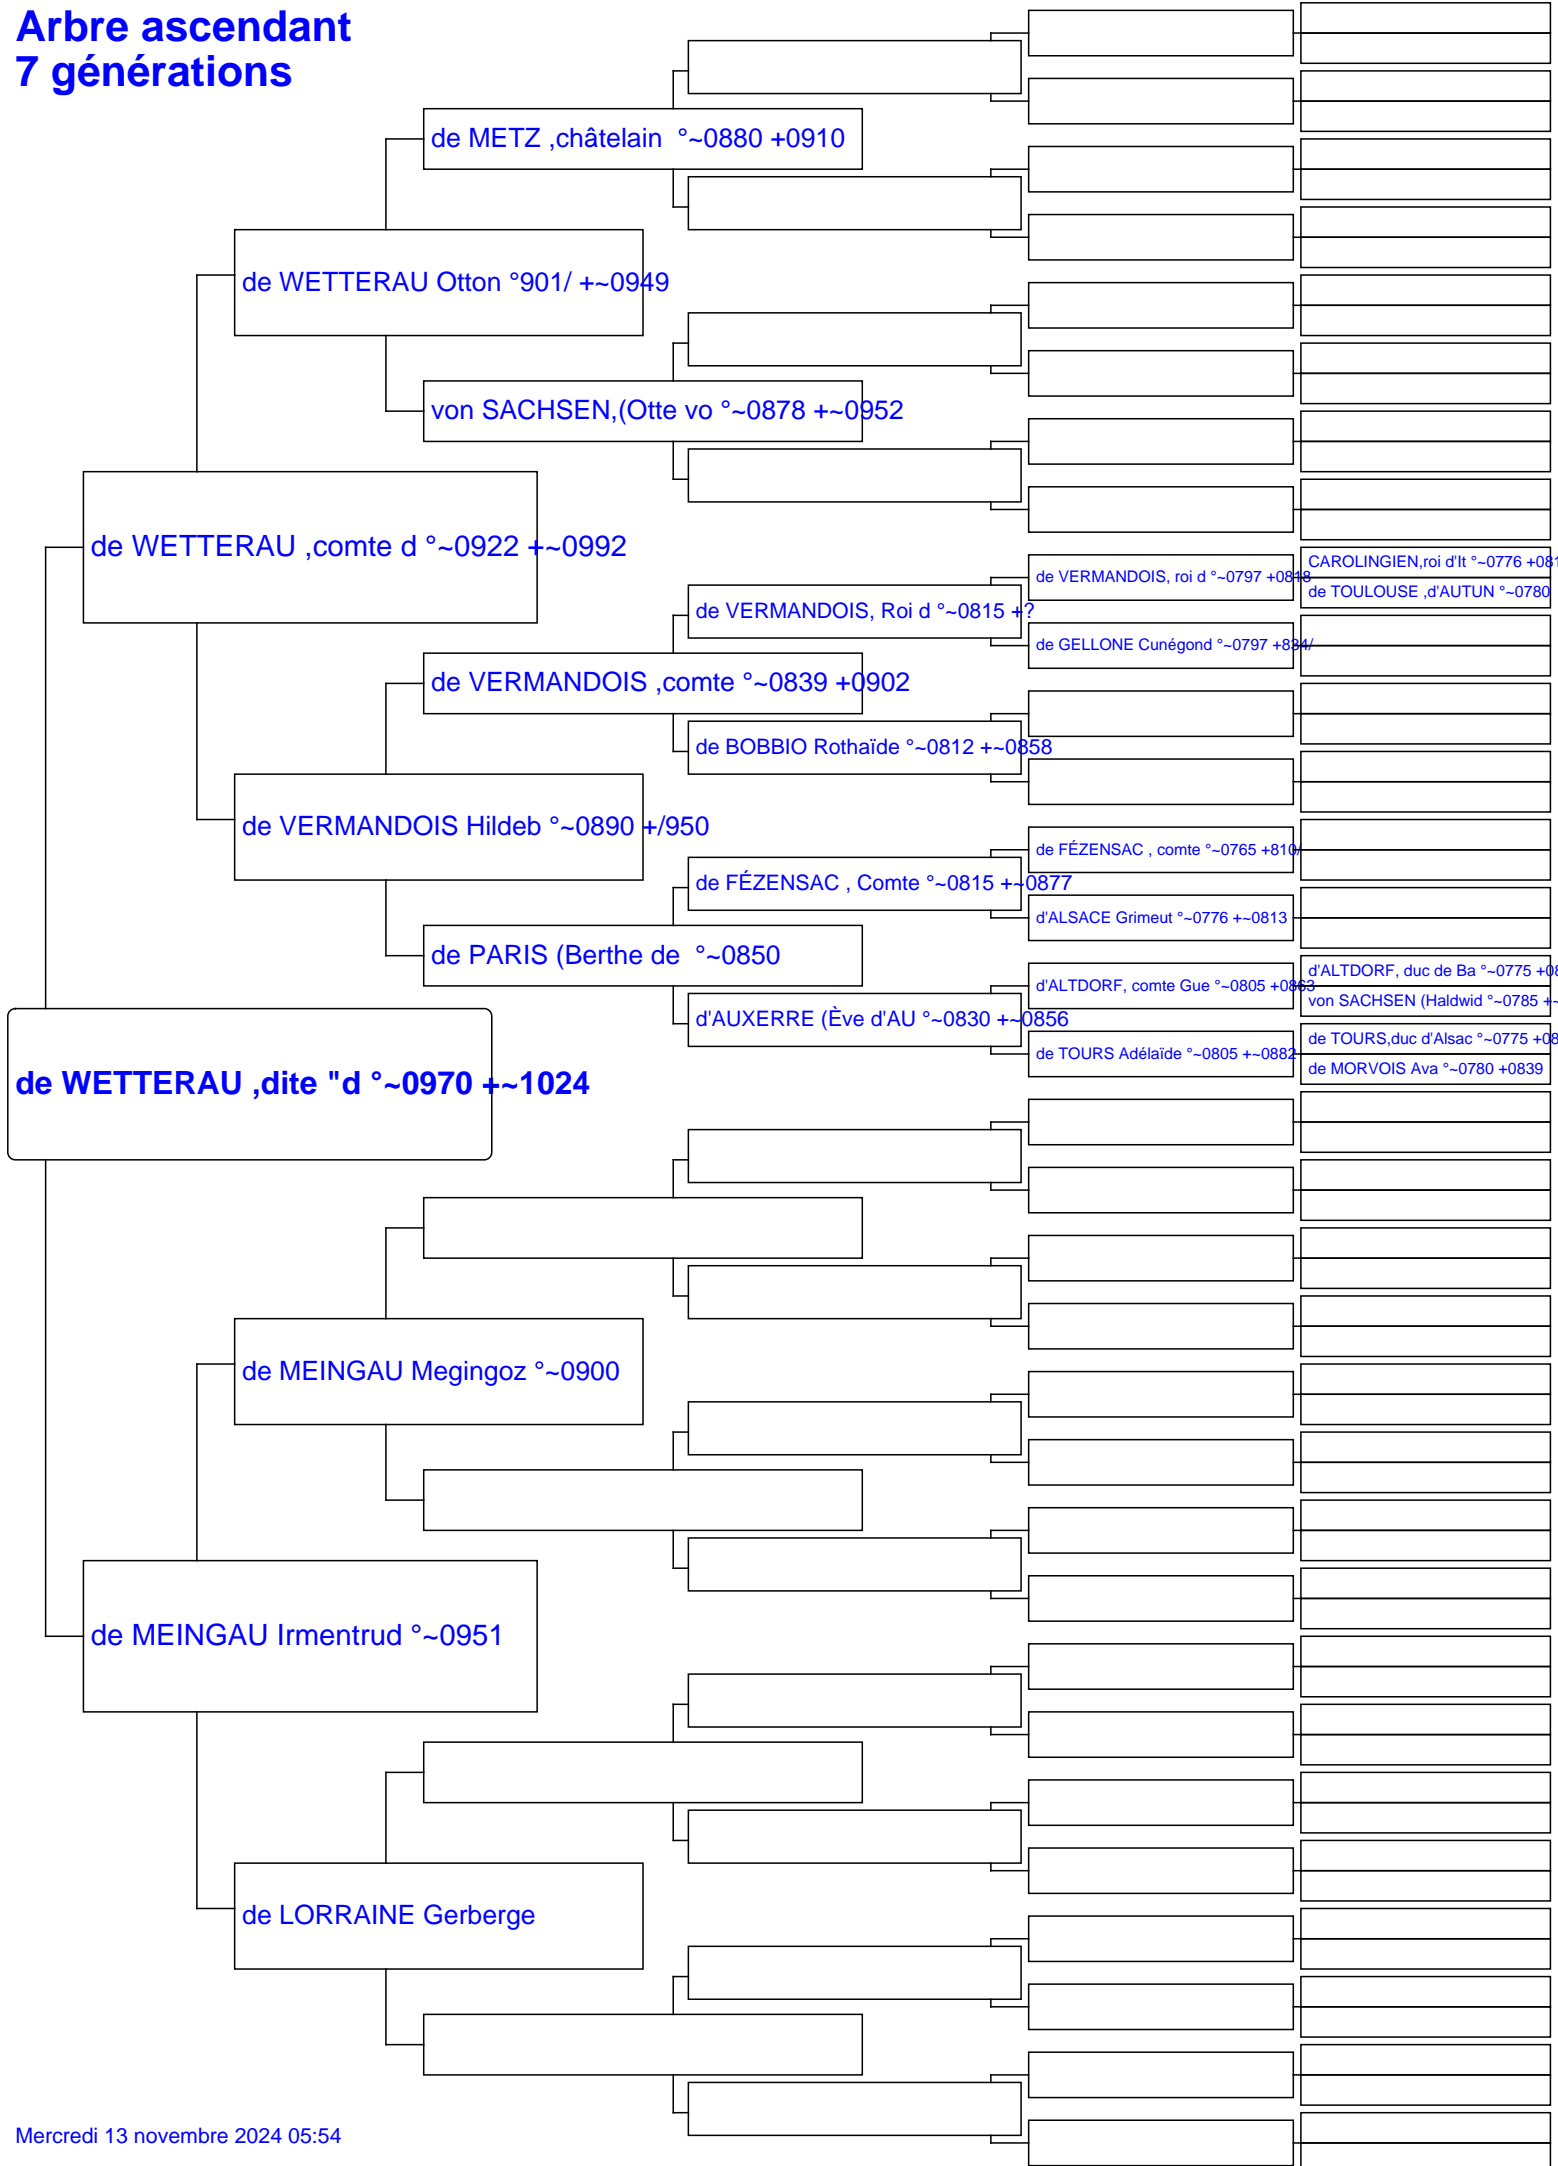 Arbre ascendant
7 générations
de METZ ,châtelain °~0880 +0910
de WETTERAU Otton °901/ +~0949
von SACHSEN,(Otte vo °~0878 +~0952
de WETTERAU ,comte d °~0922 +~0992
CAROLINGIEN,roi d'It °~0776 +081
de VERMANDOIS, roi d °~0797 +0818
de TOULOUSE ,d'AUTUN °~0780
de VERMANDOIS, Roi d °~0815 +?
de GELLONE Cunégond °~0797 +834/
de VERMANDOIS ,comte °~0839 +0902
de BOBBIO Rothaïde °~0812 +~0858
de VERMANDOIS Hildeb °~0890 +/950
de FÉZENSAC , comte °~0765 +810/
de FÉZENSAC , Comte °~0815 +~0877
d'ALSACE Grimeut °~0776 +~0813
de PARIS (Berthe de °~0850
d'ALTDORF, duc de Ba °~0775 +08
d'ALTDORF, comte Gue °~0805 +0863
von SACHSEN (Haldwid °~0785 +~
d'AUXERRE (Ève d'AU °~0830 +~0856
de TOURS,duc d'Alsac °~0775 +08
de TOURS Adélaïde °~0805 +~0882
de MORVOIS Ava °~0780 +0839
de WETTERAU ,dite "d °~0970 +~1024
de MEINGAU Megingoz °~0900
de MEINGAU Irmentrud °~0951
de LORRAINE Gerberge
Mercredi 13 novembre 2024 05:54